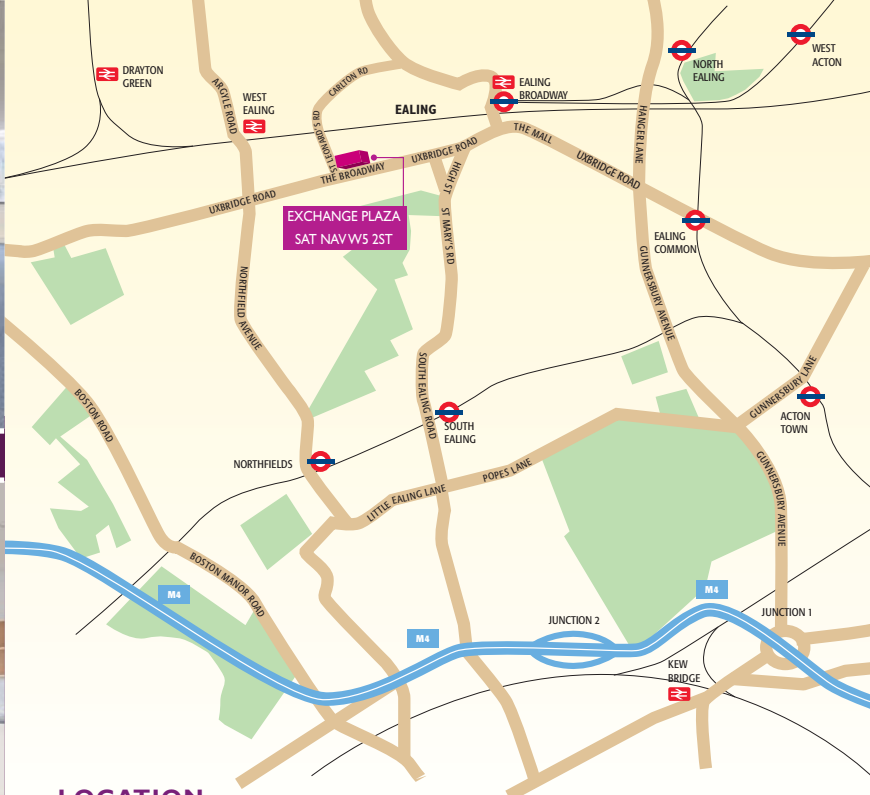 WEST
ACTON
NORTH
EALING
DRAYTON
GREEN
EALING
BROADWAY
CARLTON RD
ARGYLE ROAD
WEST
EALING
EALING
HANGER LANE
ST LEONARD'S RD
THE MALL
UXBRIDGE ROAD
UXBRIDGE ROAD
THE BROADWAY
HIGH ST
UXBRIDGE ROAD
EXCHANGE PLAZA
SAT NAV W5 2ST
ST MARY'S RD
EALING
COMMON
NORTHFIELD AVENUE
GUNNERSBURY AVENUE
SOUTH EALING ROAD
GUNNERSBURY LANE
BOSTON ROAD
ACTON
TOWN
SOUTH
EALING
NORTHFIELDS
POPES LANE
LITTLE EALING LANE
GUNNERSBURY AVENUE
BOSTON MANOR ROAD
M4
M4
M4
JUNCTION 2
JUNCTION 1
KEW
BRIDGE
LOCATION